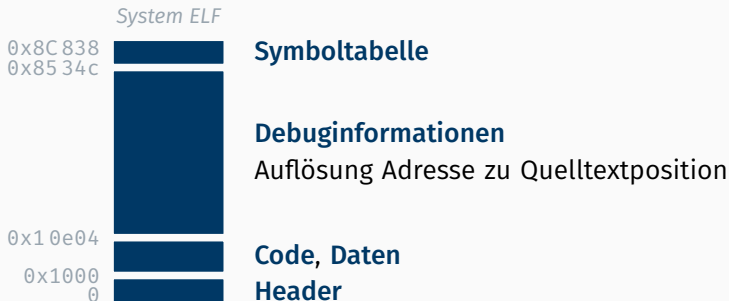 System ELF
0x8C838
Symboltabelle
0x8534c
Debuginformationen
Auflösung Adresse zu Quelltextposition
0x10e04
Code, Daten
0x1000
Header
0